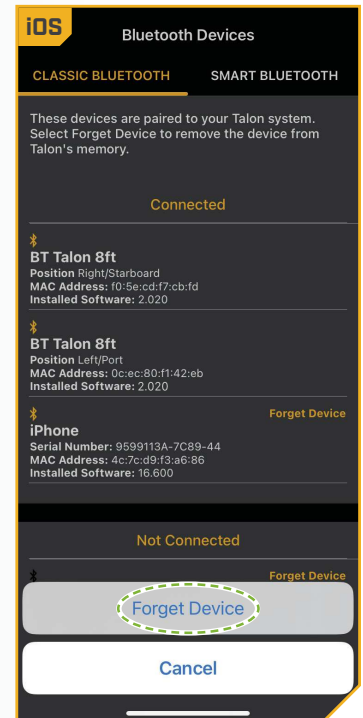 iOS
Bluetooth Devices
CLASSIC BLUETOOTH SMART BLUETOOTH
These devices are paired to your Talon system.
Select Forget Device to remove the device from
Talon's memory.
Connected
BT Talon 8ft
Position Right/Starboard
MAC Address: f0:5e:cd:f7:cb:fd
Installed Software: 2.020
BT Talon 8ft
Position Left/Port
MAC Address: 0c:ec:80:f1:42:eb
Installed Software: 2.020
Forget Device
iPhone
Serial Number: 9599113A-7C89-44
MAC Address: 4c:7c:d9:f3:a6:86
Installed Software: 16.600
Not Connected
Forget Device
Forget Device
Cancel